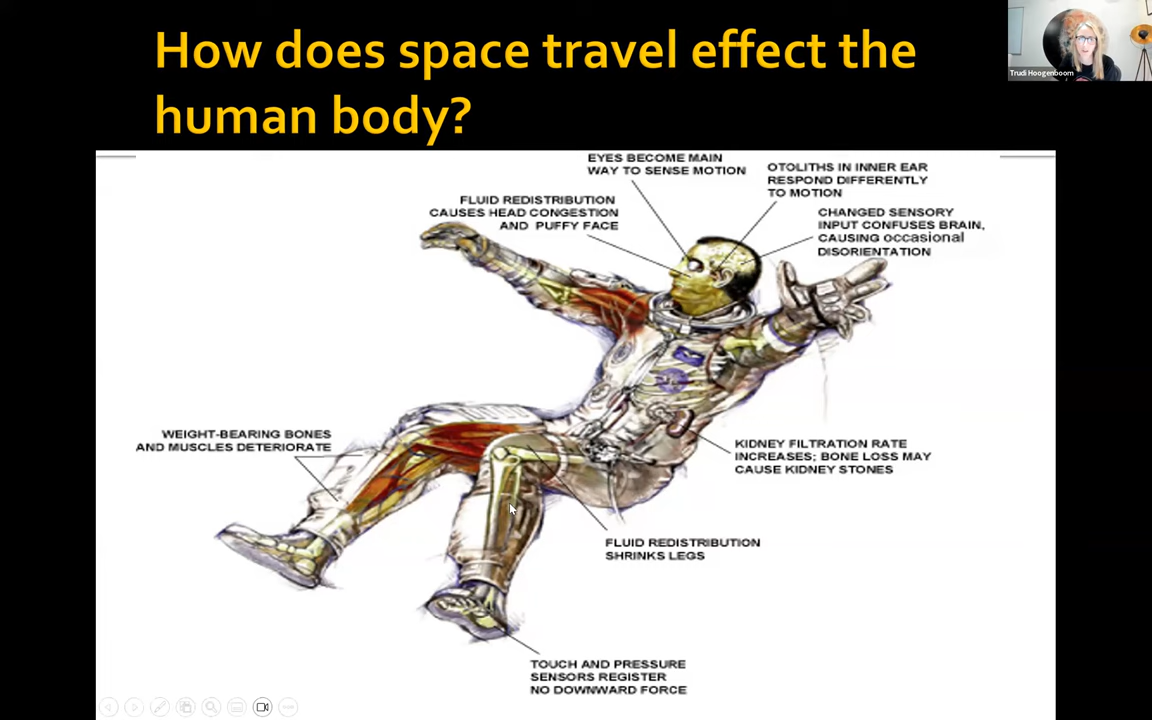 How does space travel effect the
human body?
Trudi Hoogenboom
EYES BECOME MAIN
WAY TO SENSE MOTION
OTOLITHS IN INNER EAR
RESPOND DIFFERENTLY
TO MOTION
FLUID REDISTRIBUTION
CAUSES HEAD CONGESTION
AND PUFFY FACE
CHANGED SENSORY
INPUT CONFUSES BRAIN,
CAUSING occasional
DISORIENTATION
WEIGHT-BEARING BONES
AND MUSCLES DETERIORATE
KIDNEY FILTRATION RATE
INCREASES; BONE LOSS MAY
CAUSE KIDNEY STONES
FLUID REDISTRIBUTION
SHRINKS LEGS
TOUCH AND PRESSURE
SENSORS REGISTER
NO DOWNWARD FORCE